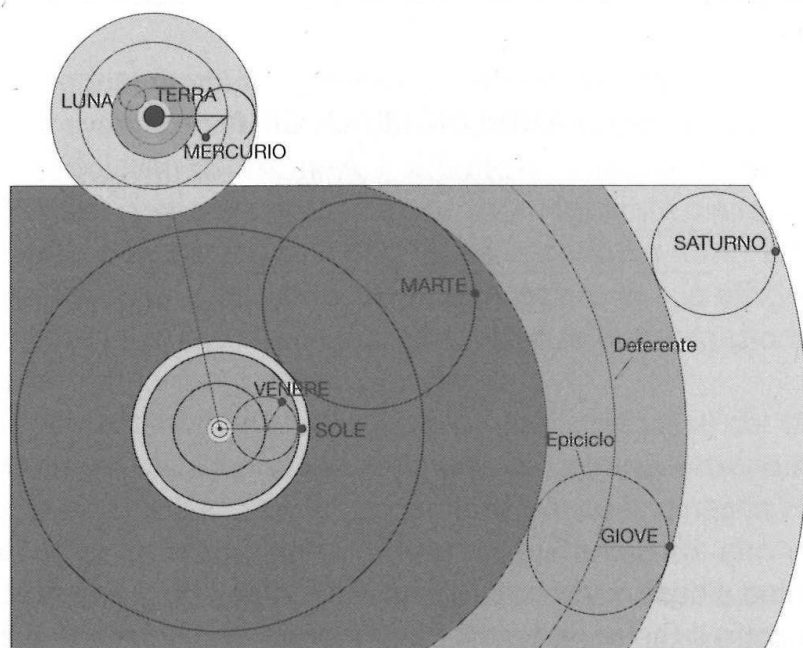 LUNA
TERRA
MERCURIO
SATURNO
MARTE
Deferente
VENERE
SOLE
Epiciclo
GIOVE